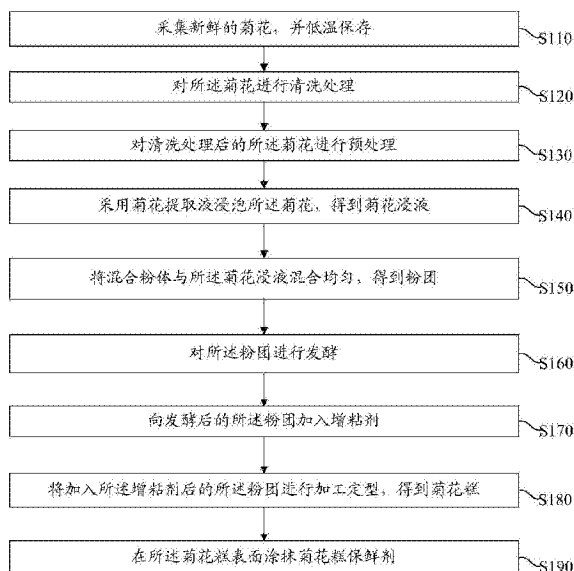 采集新鲜的菊花，并低温保存
S110
对所述菊花进行清洗处理
S120
对清洗处理后的所述菊花进行预处理
S130
采用菊花提取液浸泡所述菊花，得到菊花浸液
S140
将混合粉体与所述菊花浸液混合均匀，得到粉团
S150
对所述粉团进行发酵
S160
向发酵后的所述粉团加入增粘剂
S170
将加入所述增粘剂后的所述粉团进行加工定型，得到菊花糕
S180
在所述菊花糕表面涂抹菊花糕保鲜剂
S190